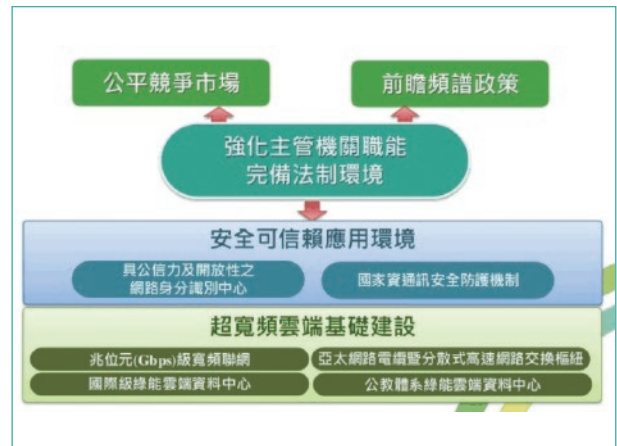 公平競爭市場
前瞻頻譜政策
強化主管機關職能
完備法制環境
安全可信賴應用環境
具公信力及開放性之
網路身分識別中心
國家資通訊安全防護機制
超寬頻雲端基礎建設
兆位元(Gbps)級寬頻聯網
亞太網路電纜暨分散式高速網路交換樞紐
國際級綠能雲端資料中心
公教體系綠能雲端資料中心